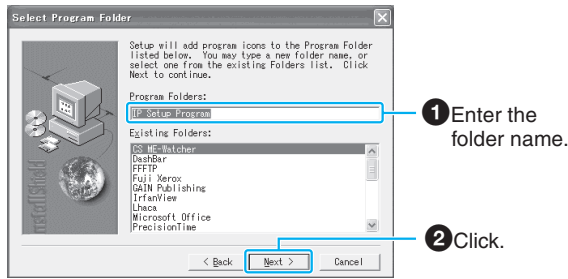 Select Program Folder
Setup will add program icons to the Program Folder
listed below. You may type a new folder name, or
select one from the existing Folders list. Click
Next to continue.
Program Folders:
IP Setup Program
Existing Folders:
CS ME-Watcher
DashBar
FFFTP
Fuji Xerox
GAIN Publishing
IrfanView
Lhaca
Microsoft Office
PrecisionTime
InstallShield
< Back
Next >
Cancel
1 Enter the
folder name.
2 Click.